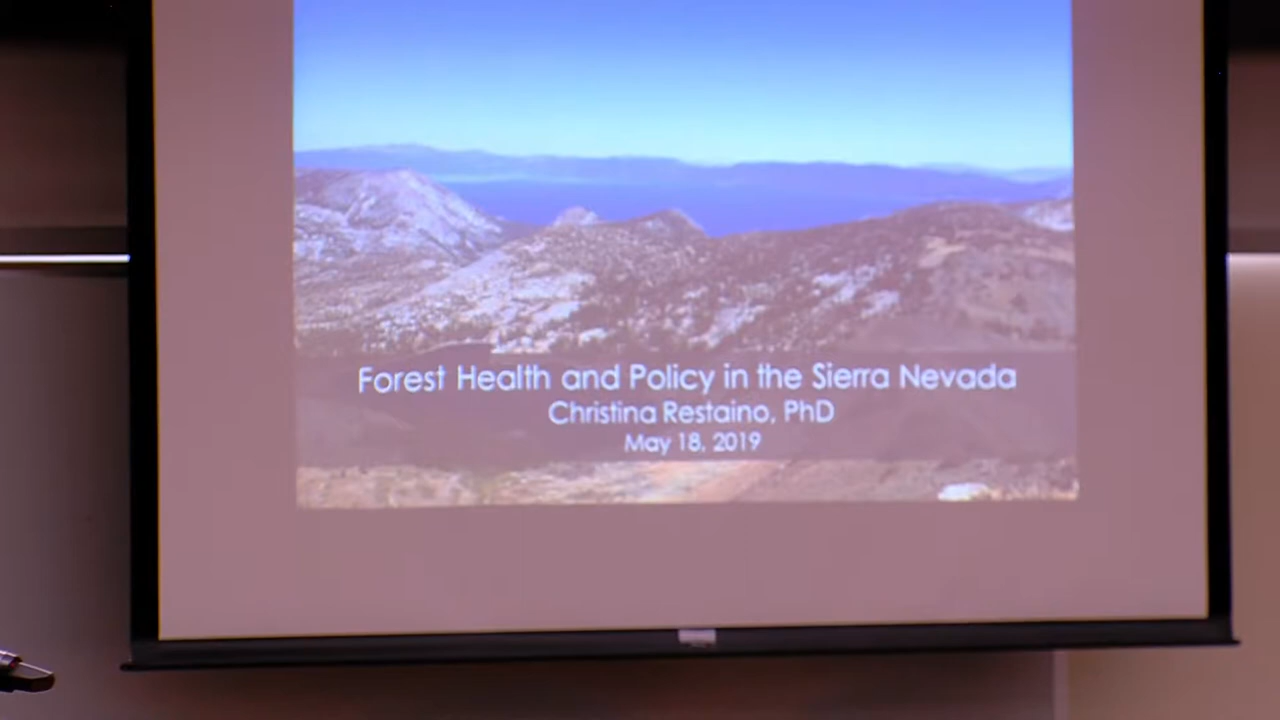 Forest Health and Policy in the Sierra Nevada
Christina Restaino, PhD
May 18, 2019